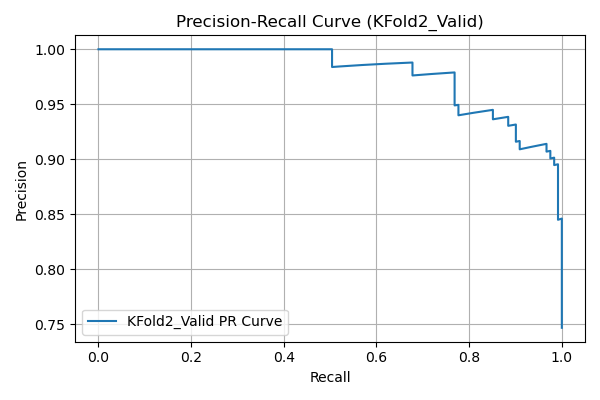 Precision-Recall Curve (KFold2_Valid)
Precision
1.00
0.95
0.90
0.85
0.80
0.75
KFold2_Valid PR Curve
0.0 0.2 0.4 0.6 0.8 1.0
Recall